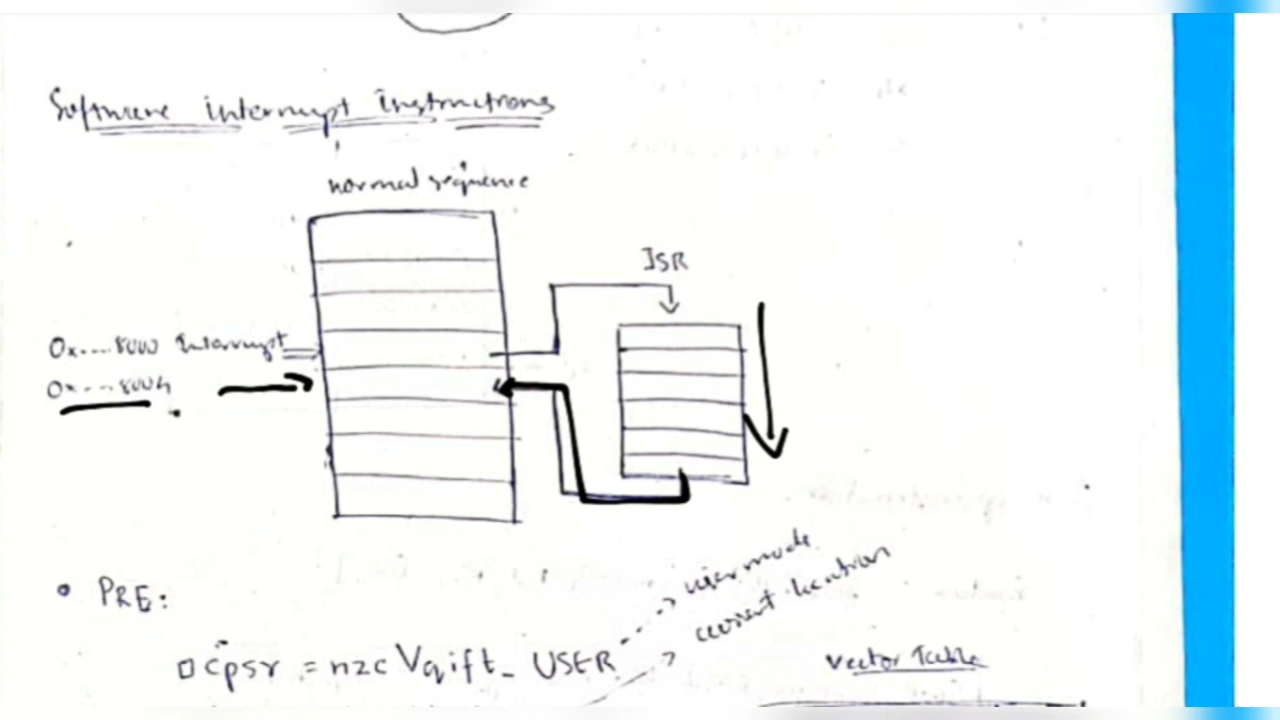 Software interrupt Instructions
normal sequence
ISR
0x....8000 Interrupt
0x....8004
• PRE:
user mode
current location
cpsr = nzcVqift_USER
Vector Table